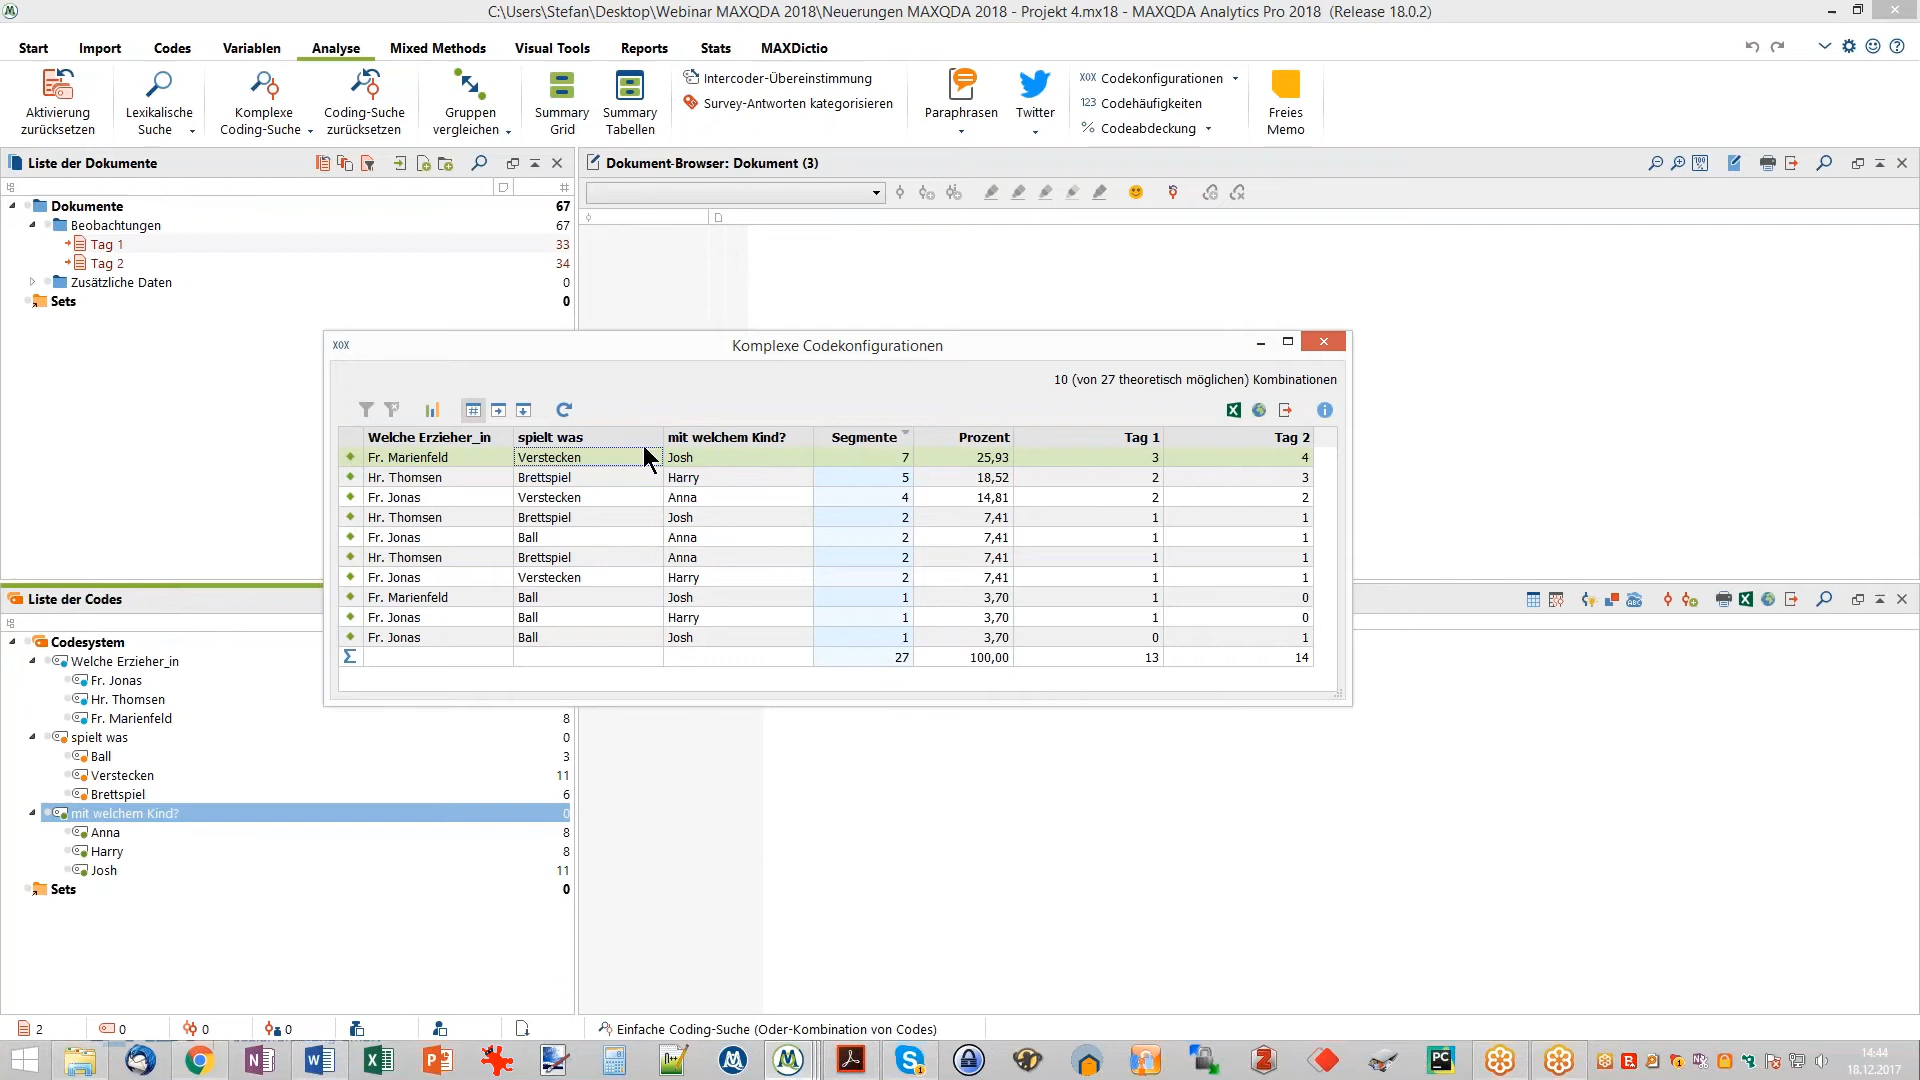 C:\Users\Stefan\Desktop\Webinar MAXQDA 2018\Neuerungen MAXQDA 2018 - Projekt 4.mx18 - MAXQDA Analytics Pro 2018 (Release 18.0.2)
Start Import Codes Variablen Analyse Mixed Methods Visual Tools Reports Stats MAXDictio
Aktivierung zurücksetzen
Lexikalische Suche
Komplexe Coding-Suche
Coding-Suche zurücksetzen
Gruppen vergleichen
Summary Grid
Summary Tabellen
Intercoder-Übereinstimmung
Survey-Antworten kategorisieren
Paraphrasen
Twitter
XOX Codekonfigurationen
123 Codehäufigkeiten
% Codeabdeckung
Freies Memo
Liste der Dokumente
Dokument-Browser: Dokument (3)
Dokumente 67
Beobachtungen 67
Tag 1 33
Tag 2 34
Zusätzliche Daten 0
Sets 0
XOX Komplexe Codekonfigurationen
10 (von 27 theoretisch möglichen) Kombinationen
Welche Erzieher_in spielt was mit welchem Kind? Segmente Prozent Tag 1 Tag 2
Fr. Marienfeld Verstecken Josh 7 25,93 3 4
Hr. Thomsen Brettspiel Harry 5 18,52 2 3
Fr. Jonas Verstecken Anna 4 14,81 2 2
Hr. Thomsen Brettspiel Josh 2 7,41 1 1
Fr. Jonas Ball Anna 2 7,41 1 1
Hr. Thomsen Brettspiel Anna 2 7,41 1 1
Fr. Jonas Verstecken Harry 2 7,41 1 1
Fr. Marienfeld Ball Josh 1 3,70 1 0
Fr. Jonas Ball Harry 1 3,70 1 0
Fr. Jonas Ball Josh 1 3,70 0 1
Σ 27 100,00 13 14
Liste der Codes
Codesystem
Welche Erzieher_in
Fr. Jonas
Hr. Thomsen
Fr. Marienfeld 8
spielt was 0
Ball 3
Verstecken 11
Brettspiel 6
mit welchem Kind? 0
Anna 8
Harry 8
Josh 11
Sets 0
2 0 0 0
Einfache Coding-Suche (Oder-Kombination von Codes)
14:44
18.12.2017